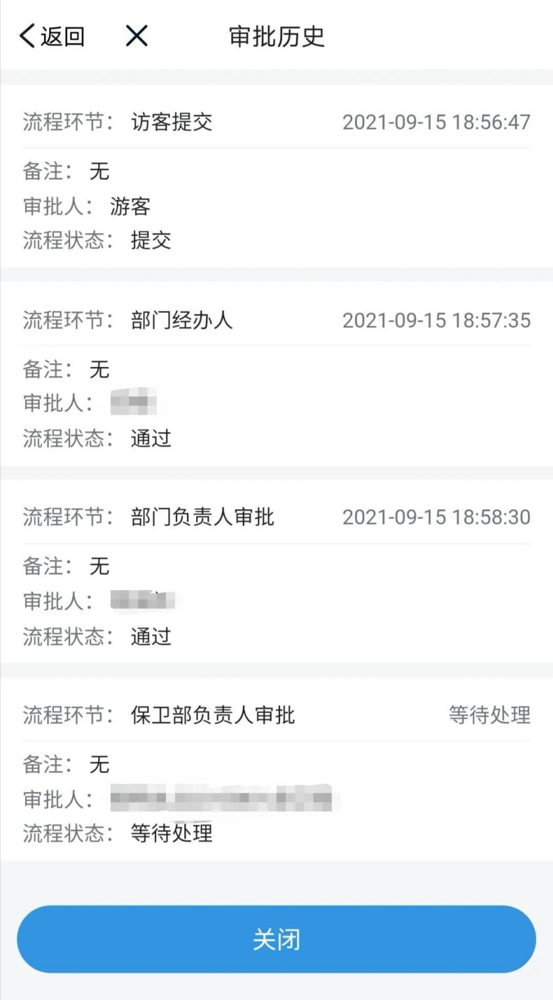 返回 审批历史
流程环节： 访客提交 2021-09-15 18:56:47
备注： 无
审批人： 游客
流程状态： 提交
流程环节： 部门经办人 2021-09-15 18:57:35
备注： 无
审批人：
流程状态： 通过
流程环节： 部门负责人审批 2021-09-15 18:58:30
备注： 无
审批人：
流程状态： 通过
流程环节： 保卫部负责人审批 等待处理
备注： 无
审批人：
流程状态： 等待处理
关闭